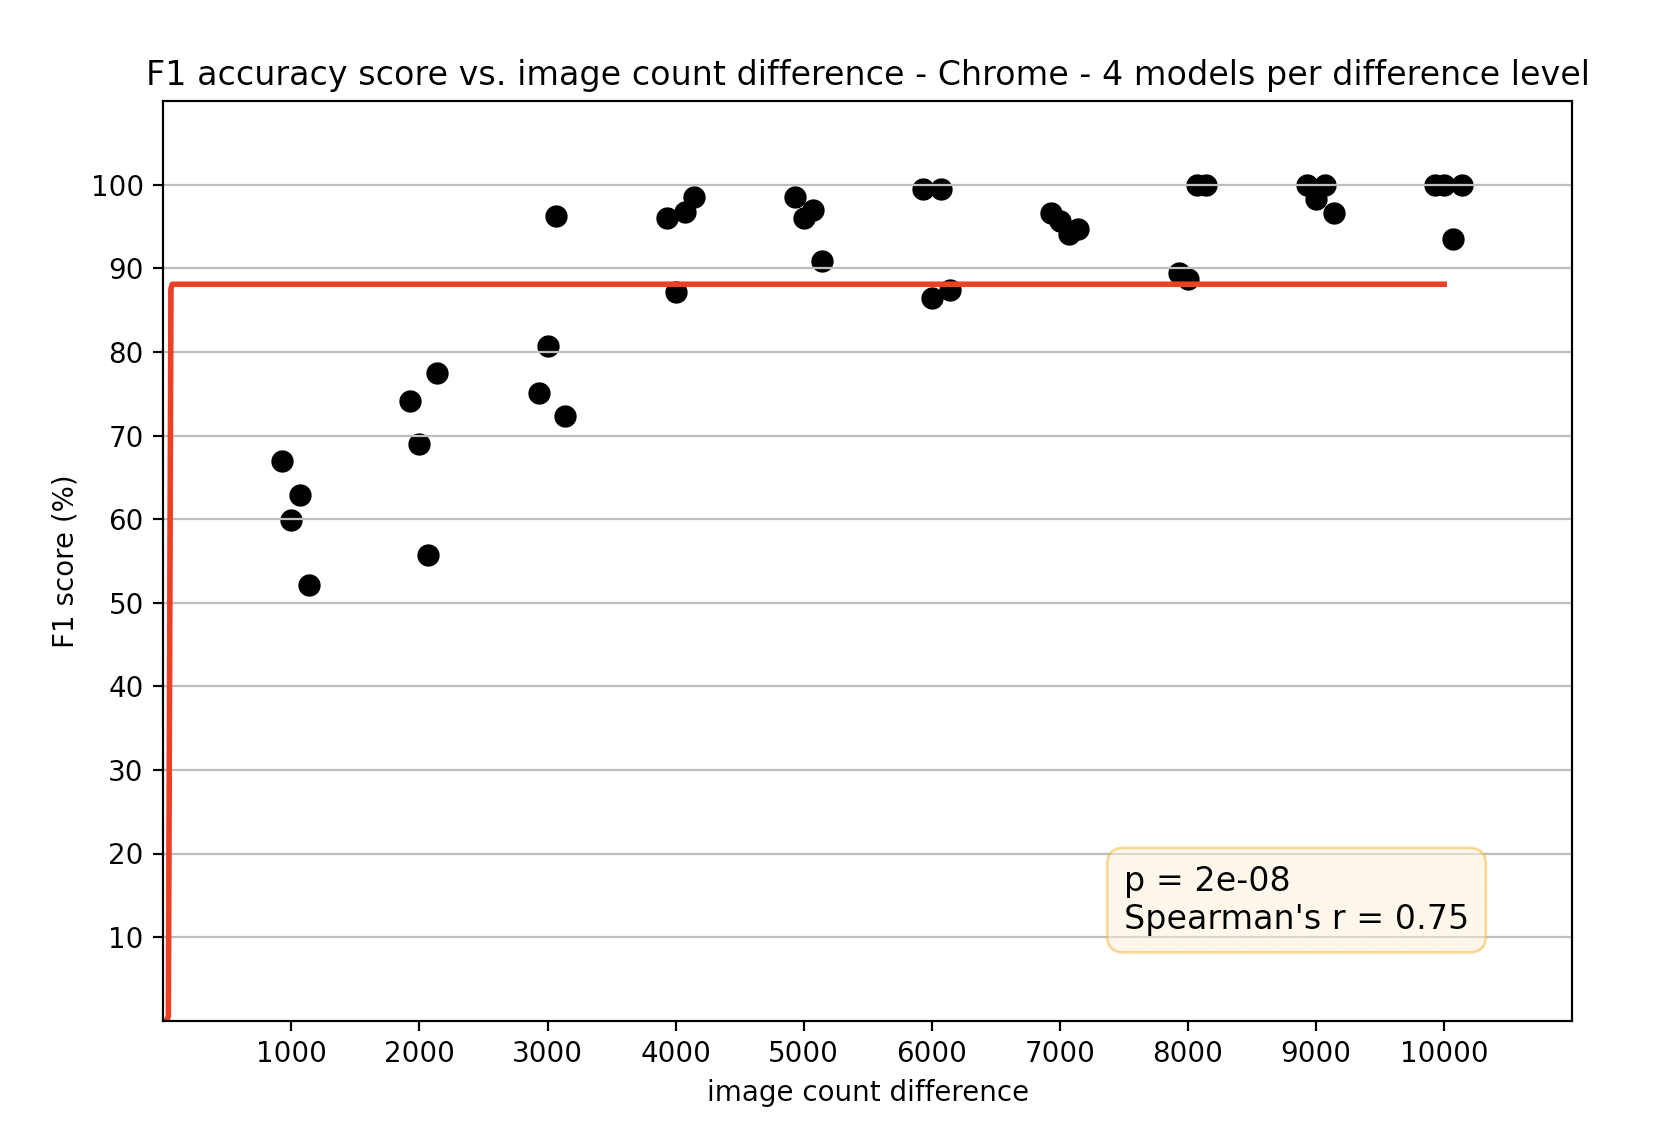 F1 accuracy score vs. image count difference - Chrome - 4 models per difference level
100
90
80
70
60
50
40
30
20
10
F1 score (%)
p = 2e-08
Spearman's r = 0.75
1000 2000 3000 4000 5000 6000 7000 8000 9000 10000
image count difference